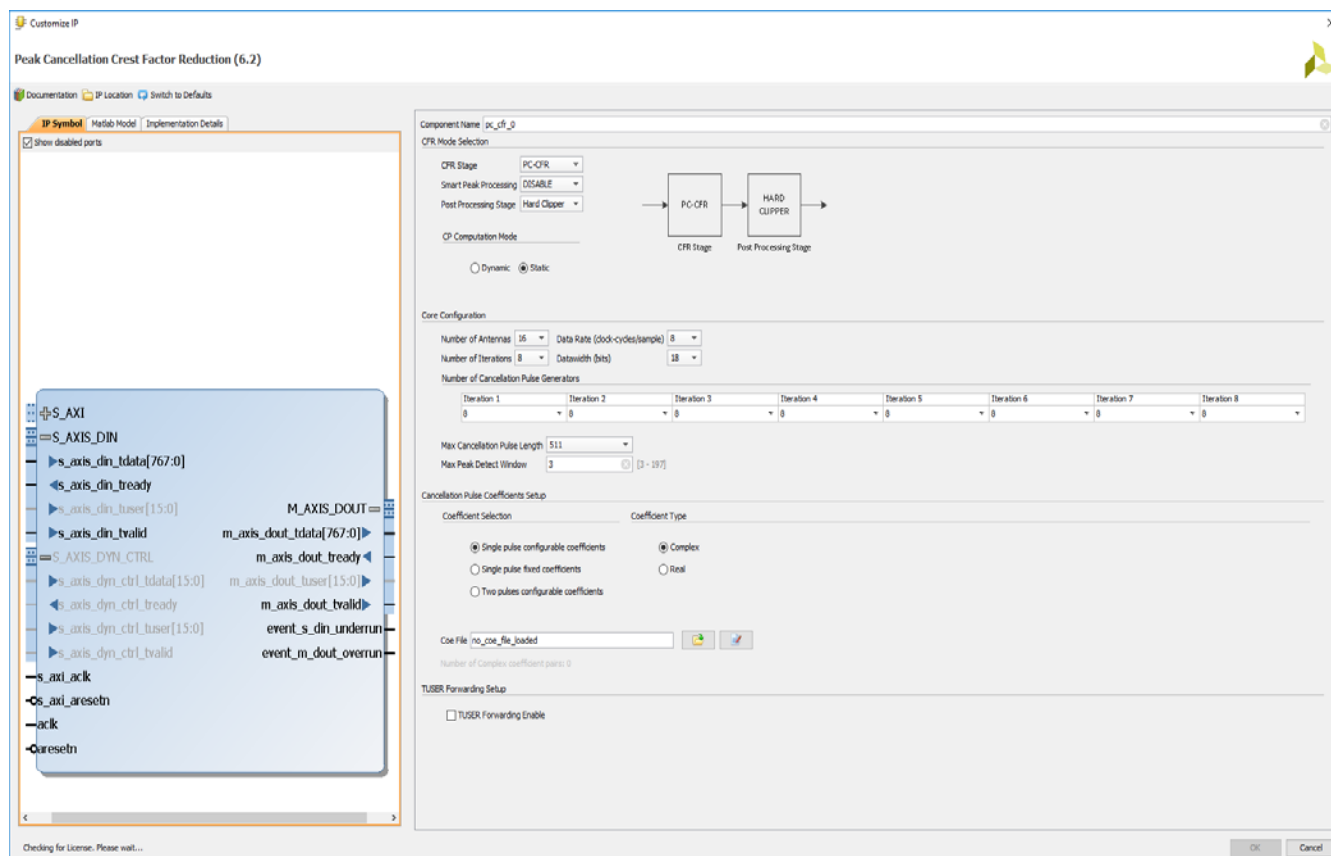 Customize IP
Peak Cancellation Crest Factor Reduction (6.2)
Documentation IP Location Switch to Defaults
IP Symbol Matlab Model Implementation Details
Show disabled ports
S_AXI
S_AXIS_DIN
s_axis_din_tdata[767:0]
s_axis_din_tready
s_axis_din_tuser[15:0]
s_axis_din_tvalid
S_AXIS_DYN_CTRL
s_axis_dyn_ctrl_tdata[15:0]
s_axis_dyn_ctrl_tready
s_axis_dyn_ctrl_tuser[15:0]
s_axis_dyn_ctrl_tvalid
s_axi_aclk
s_axi_aresetn
aclk
aresetn
M_AXIS_DOUT
m_axis_dout_tdata[767:0]
m_axis_dout_tready
m_axis_dout_tuser[15:0]
m_axis_dout_tvalid
event_s_din_underrun
event_m_dout_overrun
Component Name pc_cfr_0
CFR Mode Selection
CFR Stage PC-CFR
Smart Peak Processing DISABLE
Post Processing Stage Hard Clipper
PC-CFR
HARD
CLIPPER
CFR Stage Post Processing Stage
CP Computation Mode
Dynamic Static
Core Configuration
Number of Antennas 16 Data Rate (clock-cycles/sample) 8
Number of Iterations 8 Datawidth (bits) 18
Number of Cancellation Pulse Generators
Iteration 1 Iteration 2 Iteration 3 Iteration 4 Iteration 5 Iteration 6 Iteration 7 Iteration 8
8 8 8 8 8 8 8 8
Max Cancellation Pulse Length 511
Max Peak Detect Window 3 [3 - 197]
Cancellation Pulse Coefficients Setup
Coefficient Selection Coefficient Type
Single pulse configurable coefficients Complex
Single pulse fixed coefficients Real
Two pulses configurable coefficients
Coe File no_coe_file_loaded
Number of Complex coefficient pairs: 0
TUSER Forwarding Setup
TUSER Forwarding Enable
Checking for License. Please wait...
OK Cancel